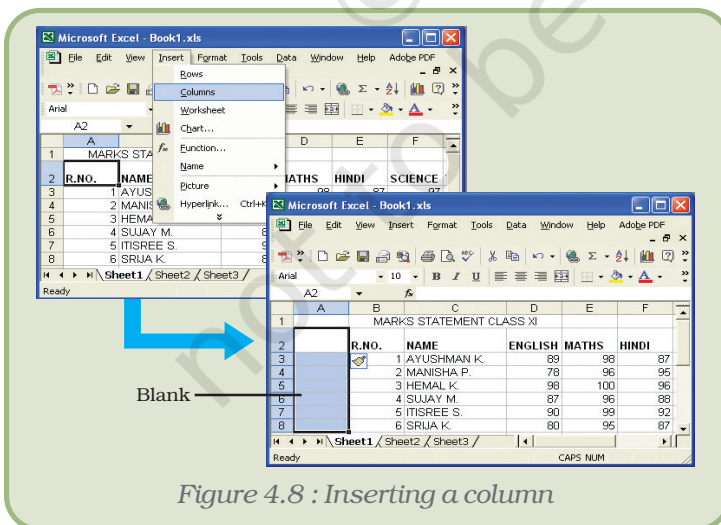 Microsoft Excel - Book1.xls
File Edit View Insert Format Tools Data Window Help Adobe PDF
Arial
A2
Rows
Columns
Worksheet
Chart...
Function...
Name
Picture
Hyperlink... Ctrl+K
A D E F
1 MARKS STA
2 R.NO. NAME MATHS HINDI SCIENCE
3 1 AYUS 98 87 97
4 2 MANIS
5 3 HEMA
6 4 SUJAY M. 8
7 5 ITISREE S. 9
8 6 SRIJA K. 8
Sheet1 Sheet2 Sheet3
Ready
Microsoft Excel - Book1.xls
File Edit View Insert Format Tools Data Window Help Adobe PDF
Arial 10 B I U
A2 fx
A B C D E F
1 MARKS STATEMENT CLASS XI
2 R.NO. NAME ENGLISH MATHS HINDI
3 1 AYUSHMAN K. 89 98 87
4 2 MANISHA P. 78 96 95
5 3 HEMAL K. 98 100 96
6 4 SUJAY M. 87 96 88
7 5 ITISREE S. 90 99 92
8 6 SRIJA K. 80 95 87
Sheet1 Sheet2 Sheet3
Ready CAPS NUM
Blank
Figure 4.8 : Inserting a column
not to be